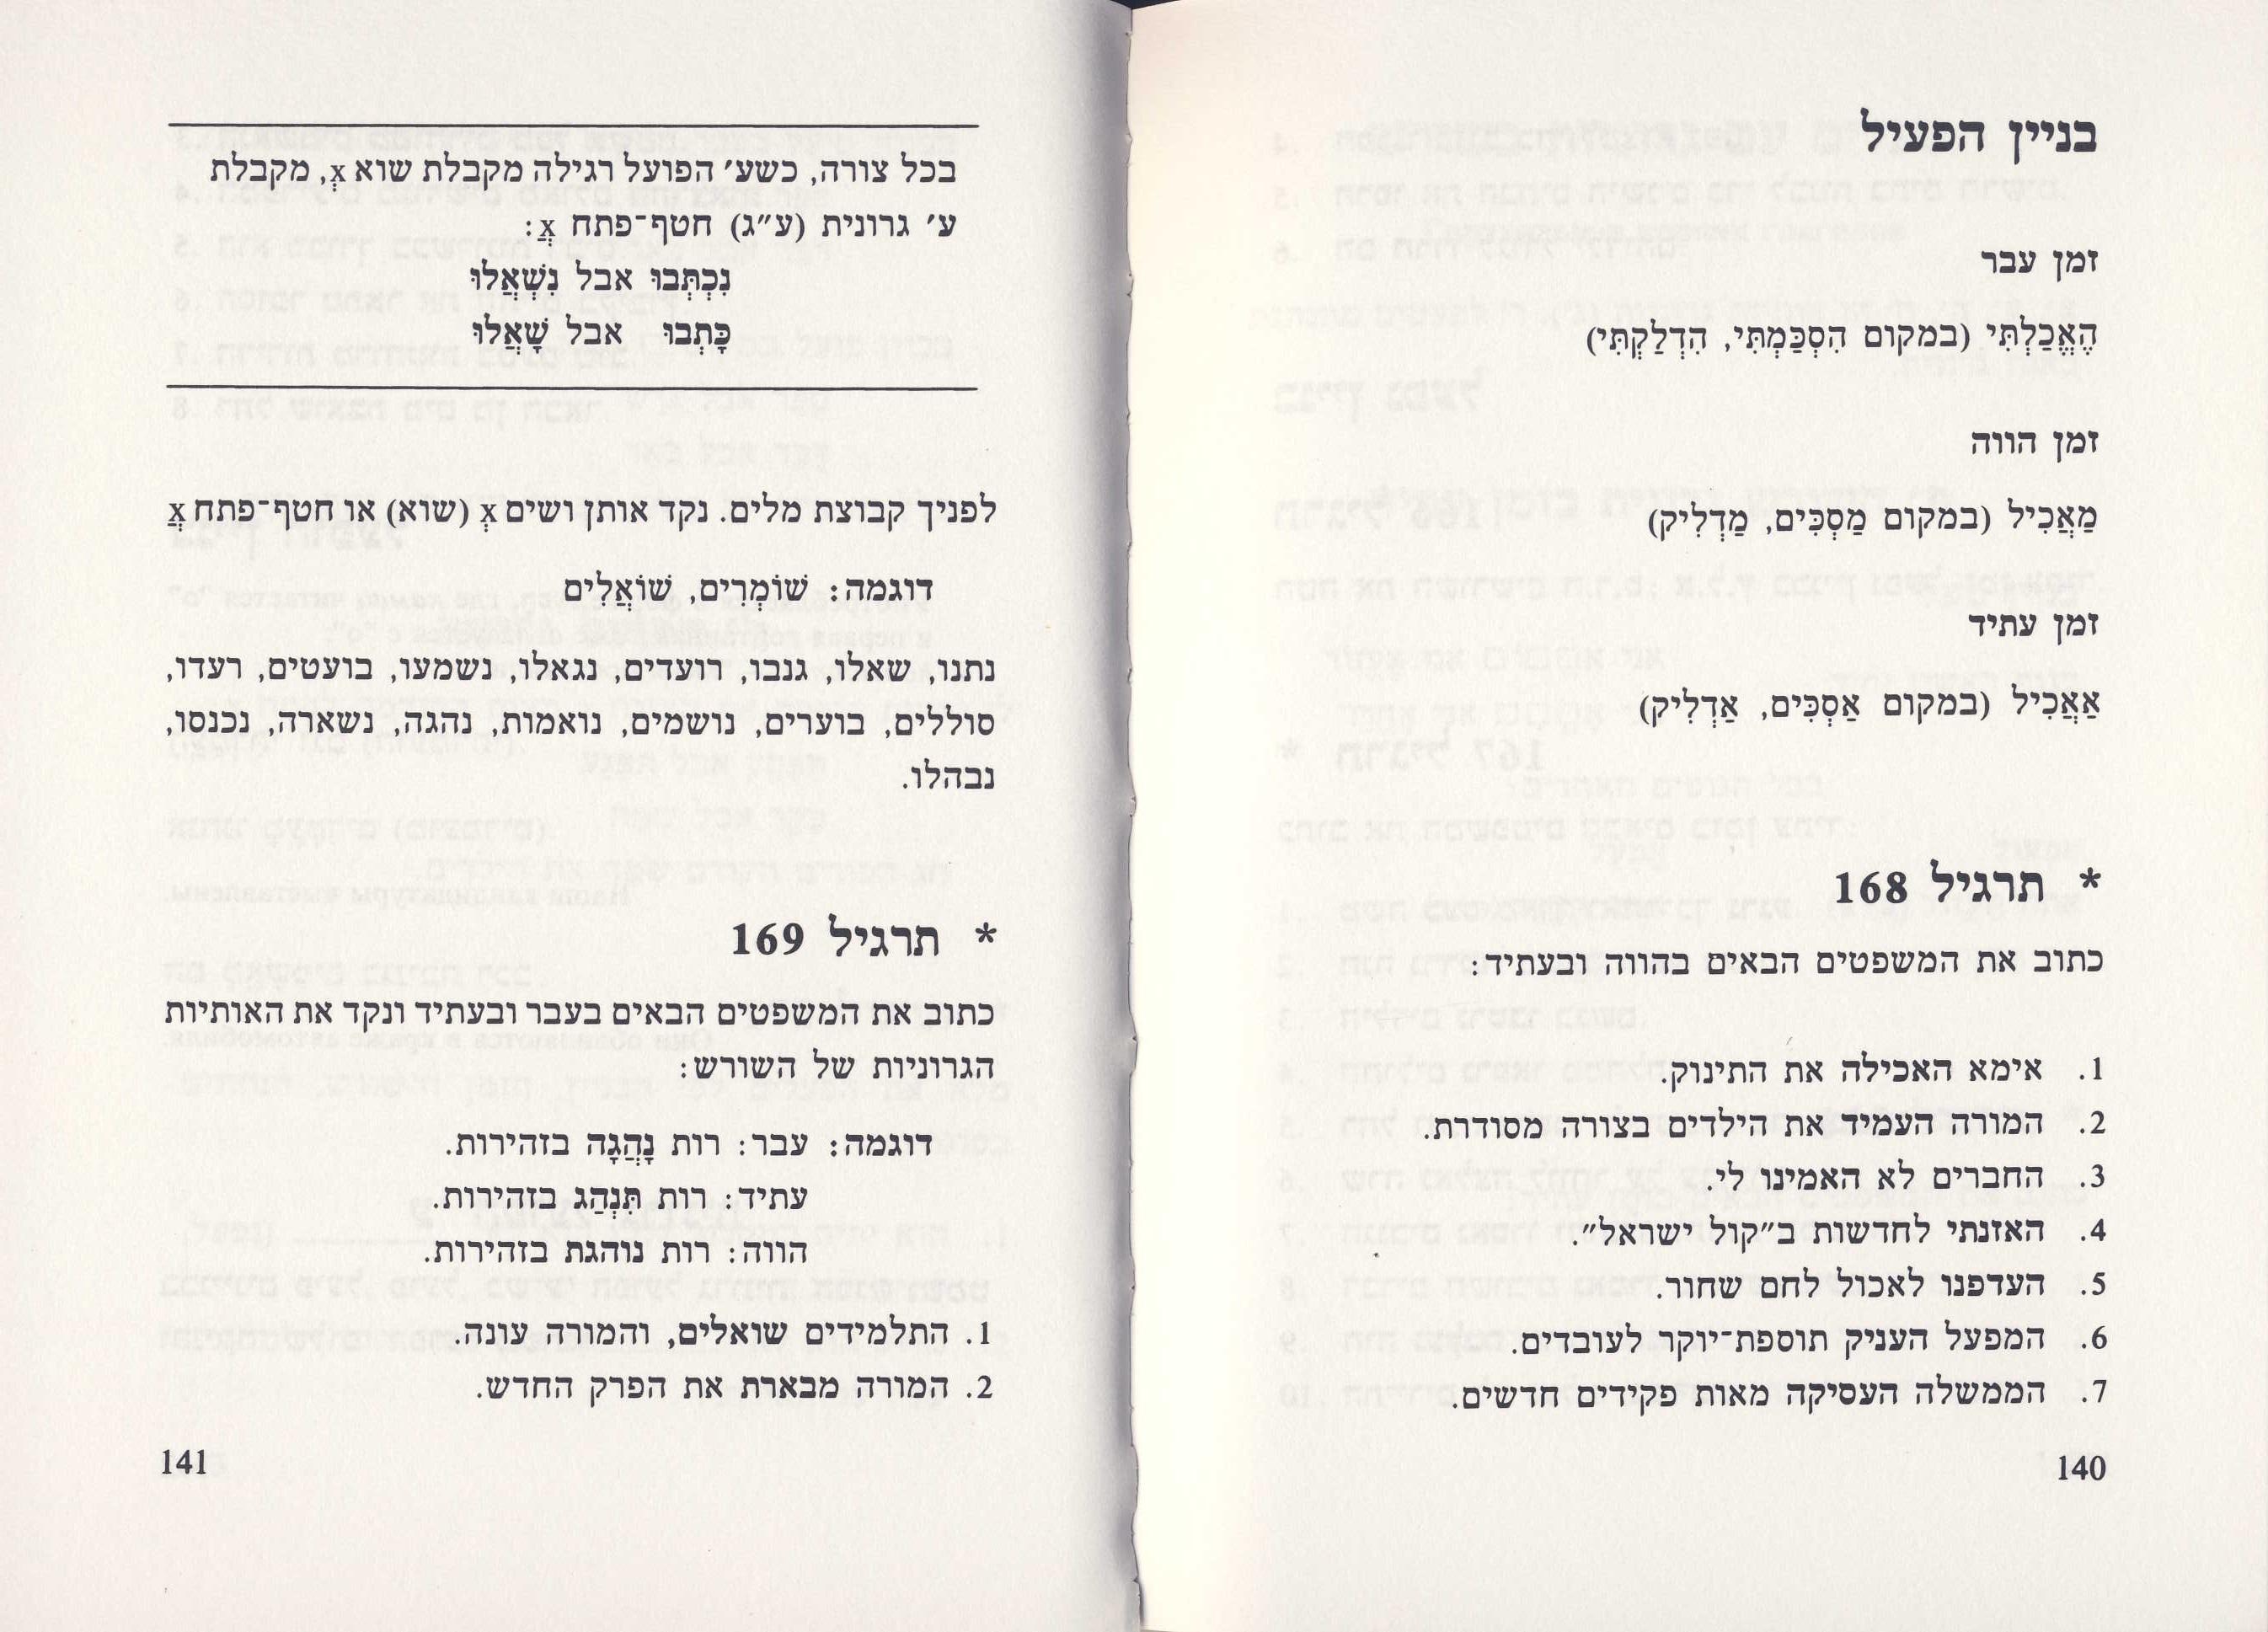 בניין הפעיל
זמן עבר
הֶאֱכַלְתִּי (במקום הִסְכַּמְתִּי, הִדְלַקְתִּי)
זמן הווה
מַאֲכִיל (במקום מַסְכִּים, מַדְלִיק)
זמן עתיד
אַאֲכִיל (במקום אַסְכִּים, אַדְלִיק)
* תרגיל 168
כתוב את המשפטים הבאים בהווה ובעתיד:
1. אימא האכילה את התינוק.
2. המורה העמיד את הילדים בצורה מסודרת.
3. החברים לא האמינו לי.
4. האזנתי לחדשות ב״קול ישראל״.
5. העדפנו לאכול לחם שחור.
6. המפעל העניק תוספת־יוקר לעובדים.
7. הממשלה העסיקה מאות פקידים חדשים.
140
בכל צורה, כשע׳ הפועל רגילה מקבלת שוא xְ, מקבלת
ע׳ גרונית (ע״ג) חטף־פתח xֲ:
נִכְתְּבוּ אבל נִשְׁאֲלוּ
כָּתְבוּ אבל שָׁאֲלוּ
לפניך קבוצת מלים. נקד אותן ושים xְ (שוא) או חטף־פתח xֲ
דוגמה: שׁוֹמְרִים, שׁוֹאֲלִים
נתנו, שאלו, גנבו, רועדים, נגאלו, נשמעו, בועטים, רעדו,
סוללים, בוערים, נושמים, נואמות, נהגה, נשארה, נכנסו,
נבהלו.
* תרגיל 169
כתוב את המשפטים הבאים בעבר ובעתיד ונקד את האותיות
הגרוניות של השורש:
דוגמה: עבר: רות נָהֲגָה בזהירות.
עתיד: רות תִּנְהַג בזהירות.
הווה: רות נוהגת בזהירות.
1. התלמידים שואלים, והמורה עונה.
2. המורה מבארת את הפרק החדש.
141